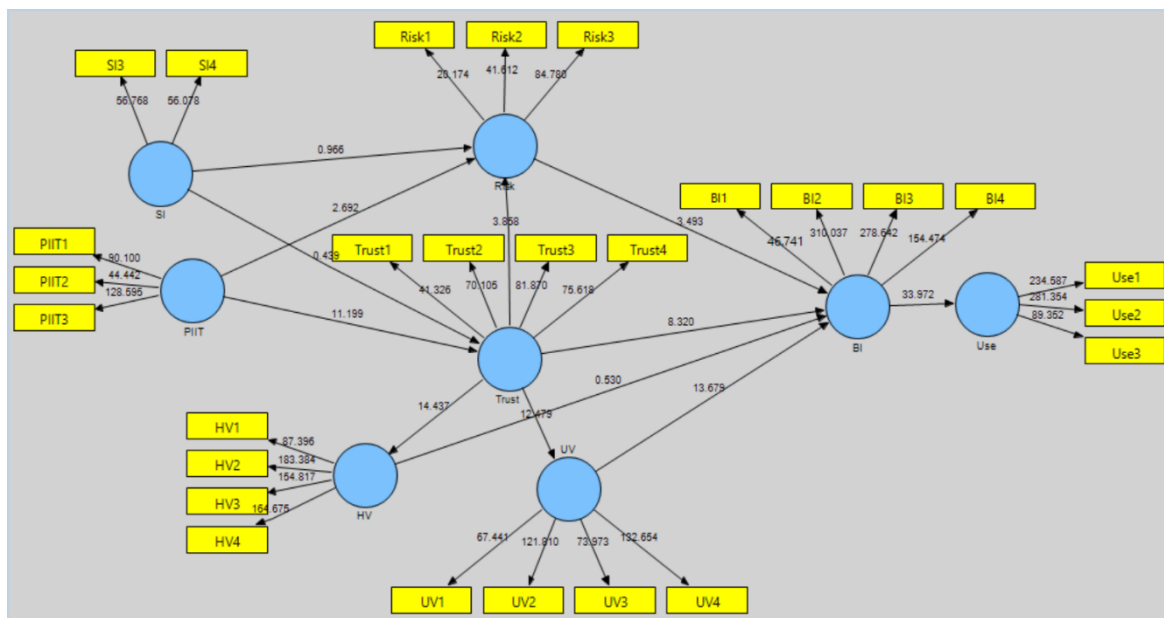 Risk1 Risk2 Risk3
SI3 SI4
20.174 41.612 84.780
56.768 56.078
0.966
Risk
SI
BI1 BI2 BI3 BI4
2.692 3.858 3.493
46.741 310.037 278.642 154.474
PIIT1
PIIT2
PIIT3
90.100
44.442
128.595
PIIT
0.439
Trust1 Trust2 Trust3 Trust4
41.326 70.105 81.870 75.618
11.199
8.320
33.972
BI
Use
234.587
281.354
89.352
Use1
Use2
Use3
Trust
0.530
13.679
14.437 12.479
HV1
HV2
HV3
HV4
87.396
183.384
154.817
164.675
HV
UV
67.441 121.810 73.973 132.654
UV1 UV2 UV3 UV4